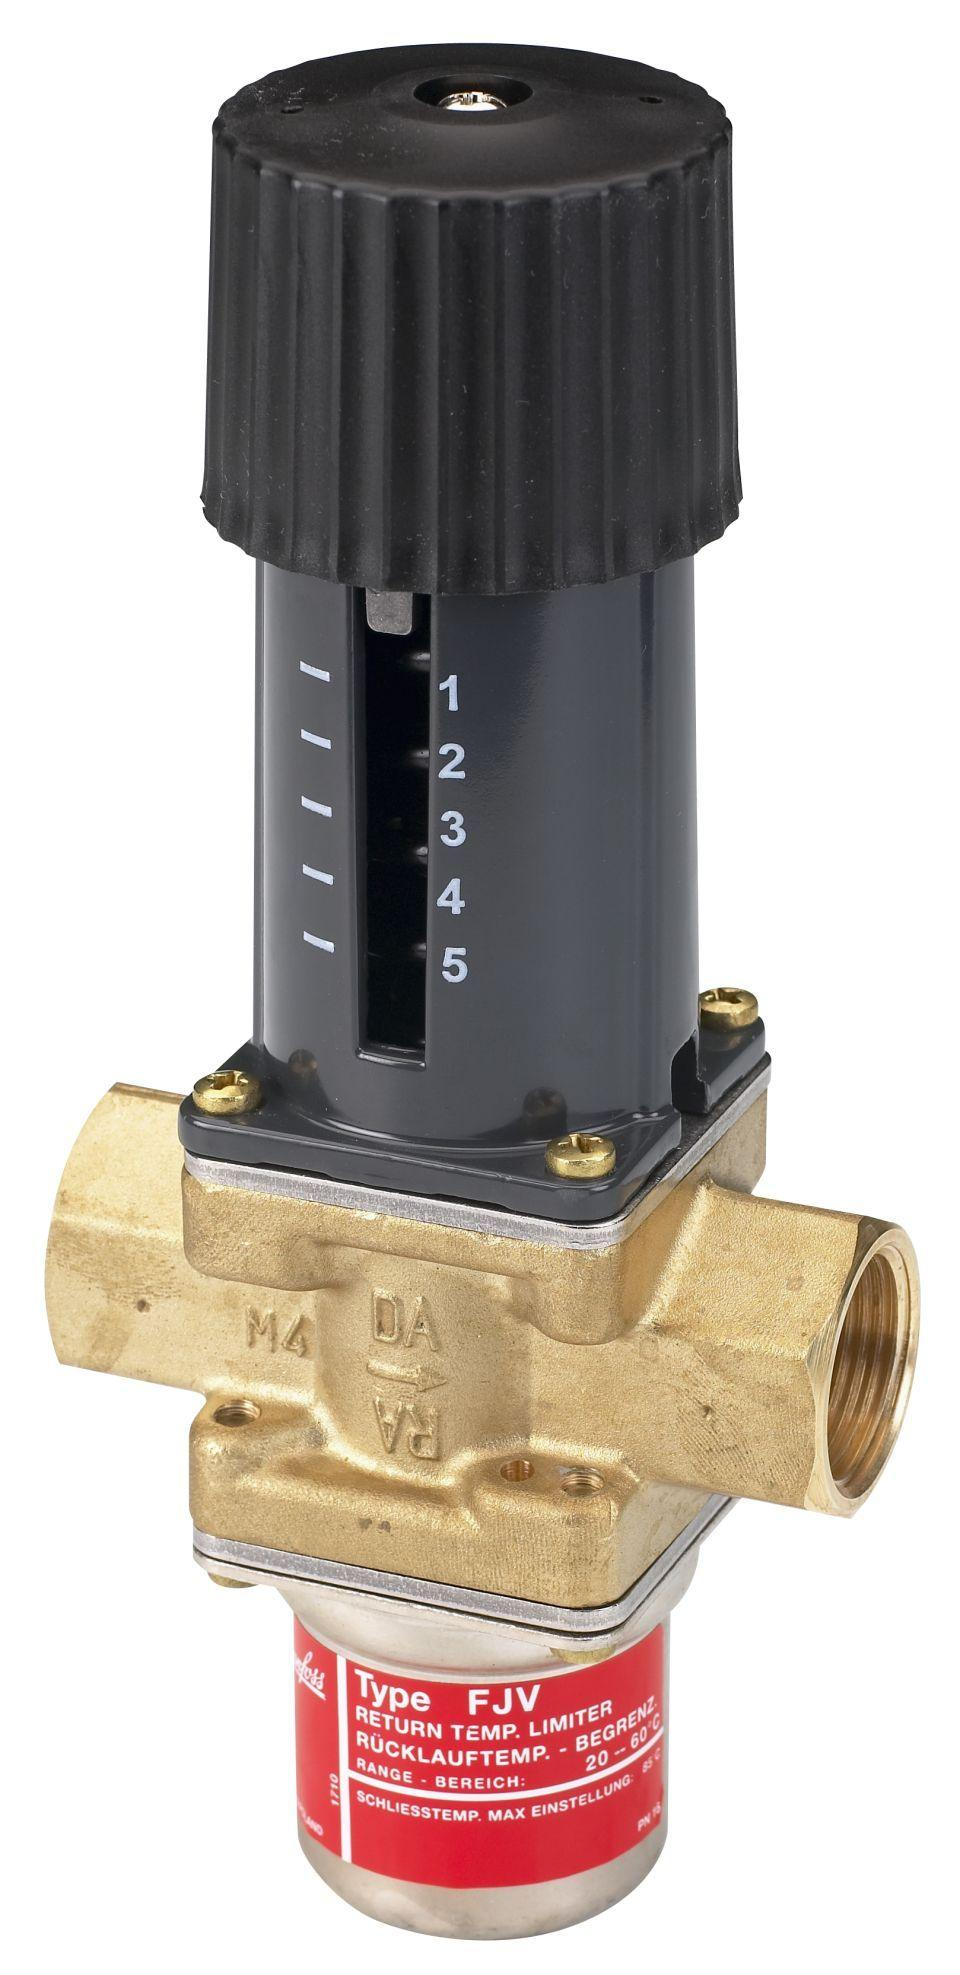 1
2
3
4
5
M4
DA
RA
Type FJV
RETURN TEMP. LIMITER
RÜCKLAUFTEMP. - BEGRENZ.
RANGE - BEREICH: 20 -- 60°C
SCHLIESSTEMP. MAX EINSTELLUNG: 85°C
1710